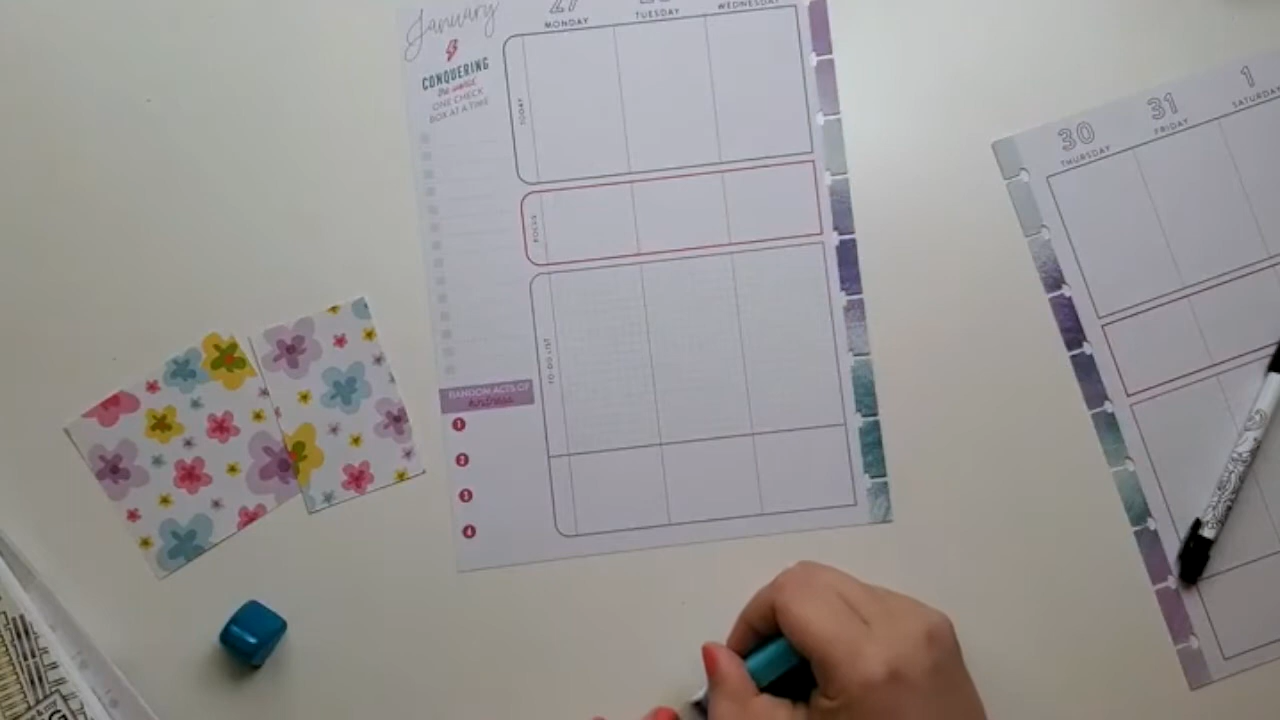 January
27
MONDAY
TUESDAY
WEDNESDAY
CONQUERING
the world
ONE CHECK
BOX AT A TIME
TODAY
FOCUS
TO-DO LIST
RANDOM ACTS OF
kindness
1
2
3
4
30
THURSDAY
31
FRIDAY
1
SATURDAY